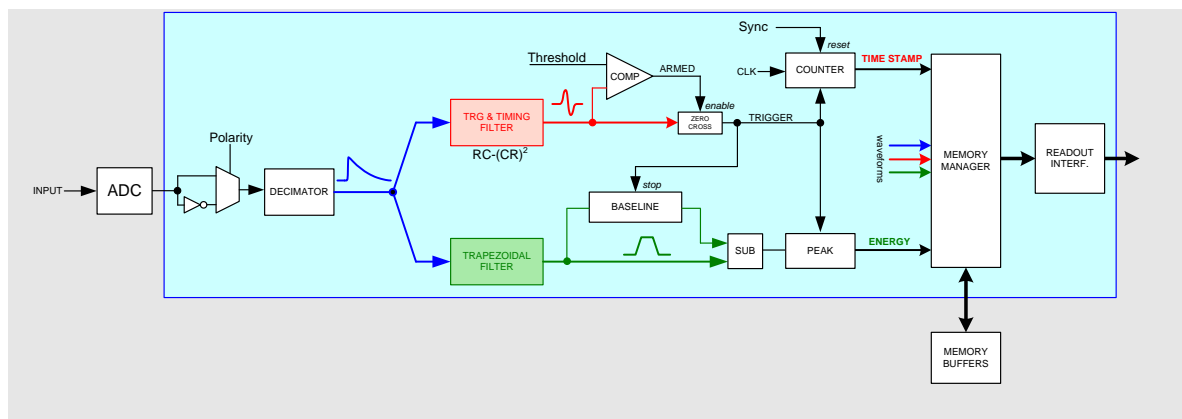 Sync
reset
Threshold
COMP
ARMED
CLK
COUNTER
TIME STAMP
enable
TRG & TIMING
FILTER
ZERO
CROSS
TRIGGER
RC-(CR)2
Polarity
waveforms
MEMORY
MANAGER
READOUT
INTERF.
INPUT
ADC
DECIMATOR
stop
BASELINE
TRAPEZOIDAL
FILTER
SUB
PEAK
ENERGY
MEMORY
BUFFERS